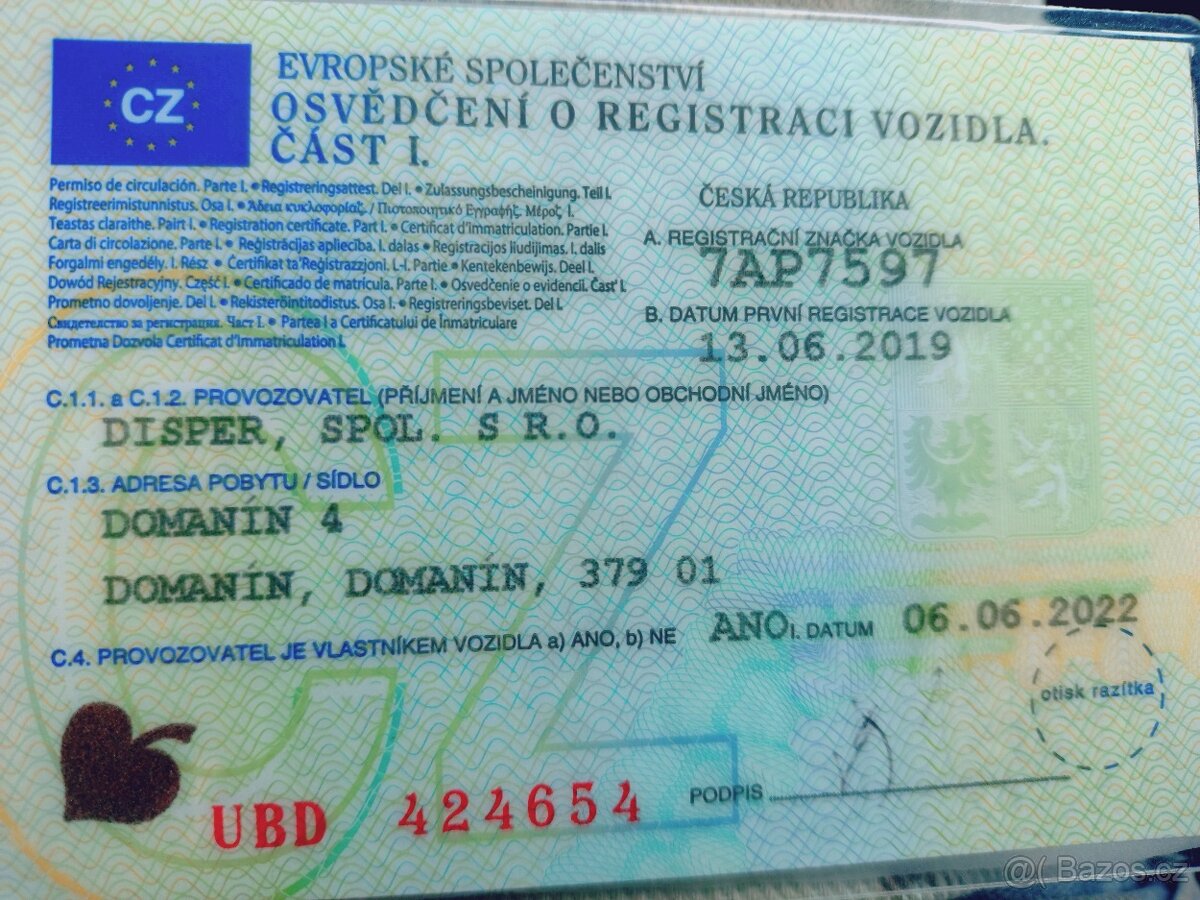 CZ
EVROPSKÉ SPOLEČENSTVÍ
OSVĚDČENÍ O REGISTRACI VOZIDLA.
ČÁST I.
Permiso de circulación. Parte I. • Registreringsattest. Del I. • Zulassungsbescheinigung. Teil I.
Registreerimistunnistus. Osa I. • Άδεια κυκλοφορίας. / Πιστοποιητικό Εγγραφής. Μέρος I.
Teastas claraithe. Pairt I. • Registration certificate. Part I. • Certificat d'immatriculation. Partie I.
Carta di circolazione. Parte I. • Reģistrācijas apliecība. I. dalas • Registracijos liudijimas. I. dalis
Forgalmi engedély. I. Rész • Ċertifikat ta'Reġistrazzjoni. L-I. Partie • Kentekenbewijs. Deel I.
Dowód Rejestracyjny. Część I. • Certificado de matrícula. Parte I. • Osvedčenie o evidencii. Časť I.
Prometno dovoljenje. Del I. • Rekisteröintitodistus. Osa I. • Registreringsbeviset. Del I.
Свидетелство за регистрация. Част I. • Partea I a Certificatului de Înmatriculare
Prometna Dozvola Certificat d'Immatriculation I.
ČESKÁ REPUBLIKA
A. REGISTRAČNÍ ZNAČKA VOZIDLA
7AP7597
B. DATUM PRVNÍ REGISTRACE VOZIDLA
13.06.2019
C.1.1. a C.1.2. PROVOZOVATEL (PŘÍJMENÍ A JMÉNO NEBO OBCHODNÍ JMÉNO)
DISPER, SPOL. S R.O.
C.1.3. ADRESA POBYTU / SÍDLO
DOMANÍN 4
DOMANÍN, DOMANÍN, 379 01
C.4. PROVOZOVATEL JE VLASTNÍKEM VOZIDLA a) ANO, b) NE ANO I. DATUM 06.06.2022
otisk razítka
UBD 424654
PODPIS
@( Bazos.cz